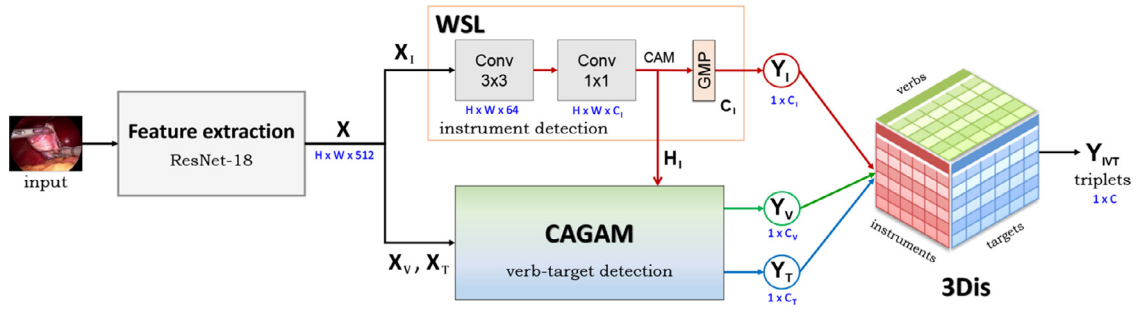 input
Feature extraction
ResNet-18
X
H x W x 512
X_I
X_V , X_T
WSL
Conv
3x3
H x W x 64
Conv
1x1
H x W x C_I
CAM
GMP
C_I
instrument detection
H_I
CAGAM
verb-target detection
Y_I
1 x C_I
Y_V
1 x C_V
Y_T
1 x C_T
verbs
instruments
targets
3Dis
Y_IVT
triplets
1 x C